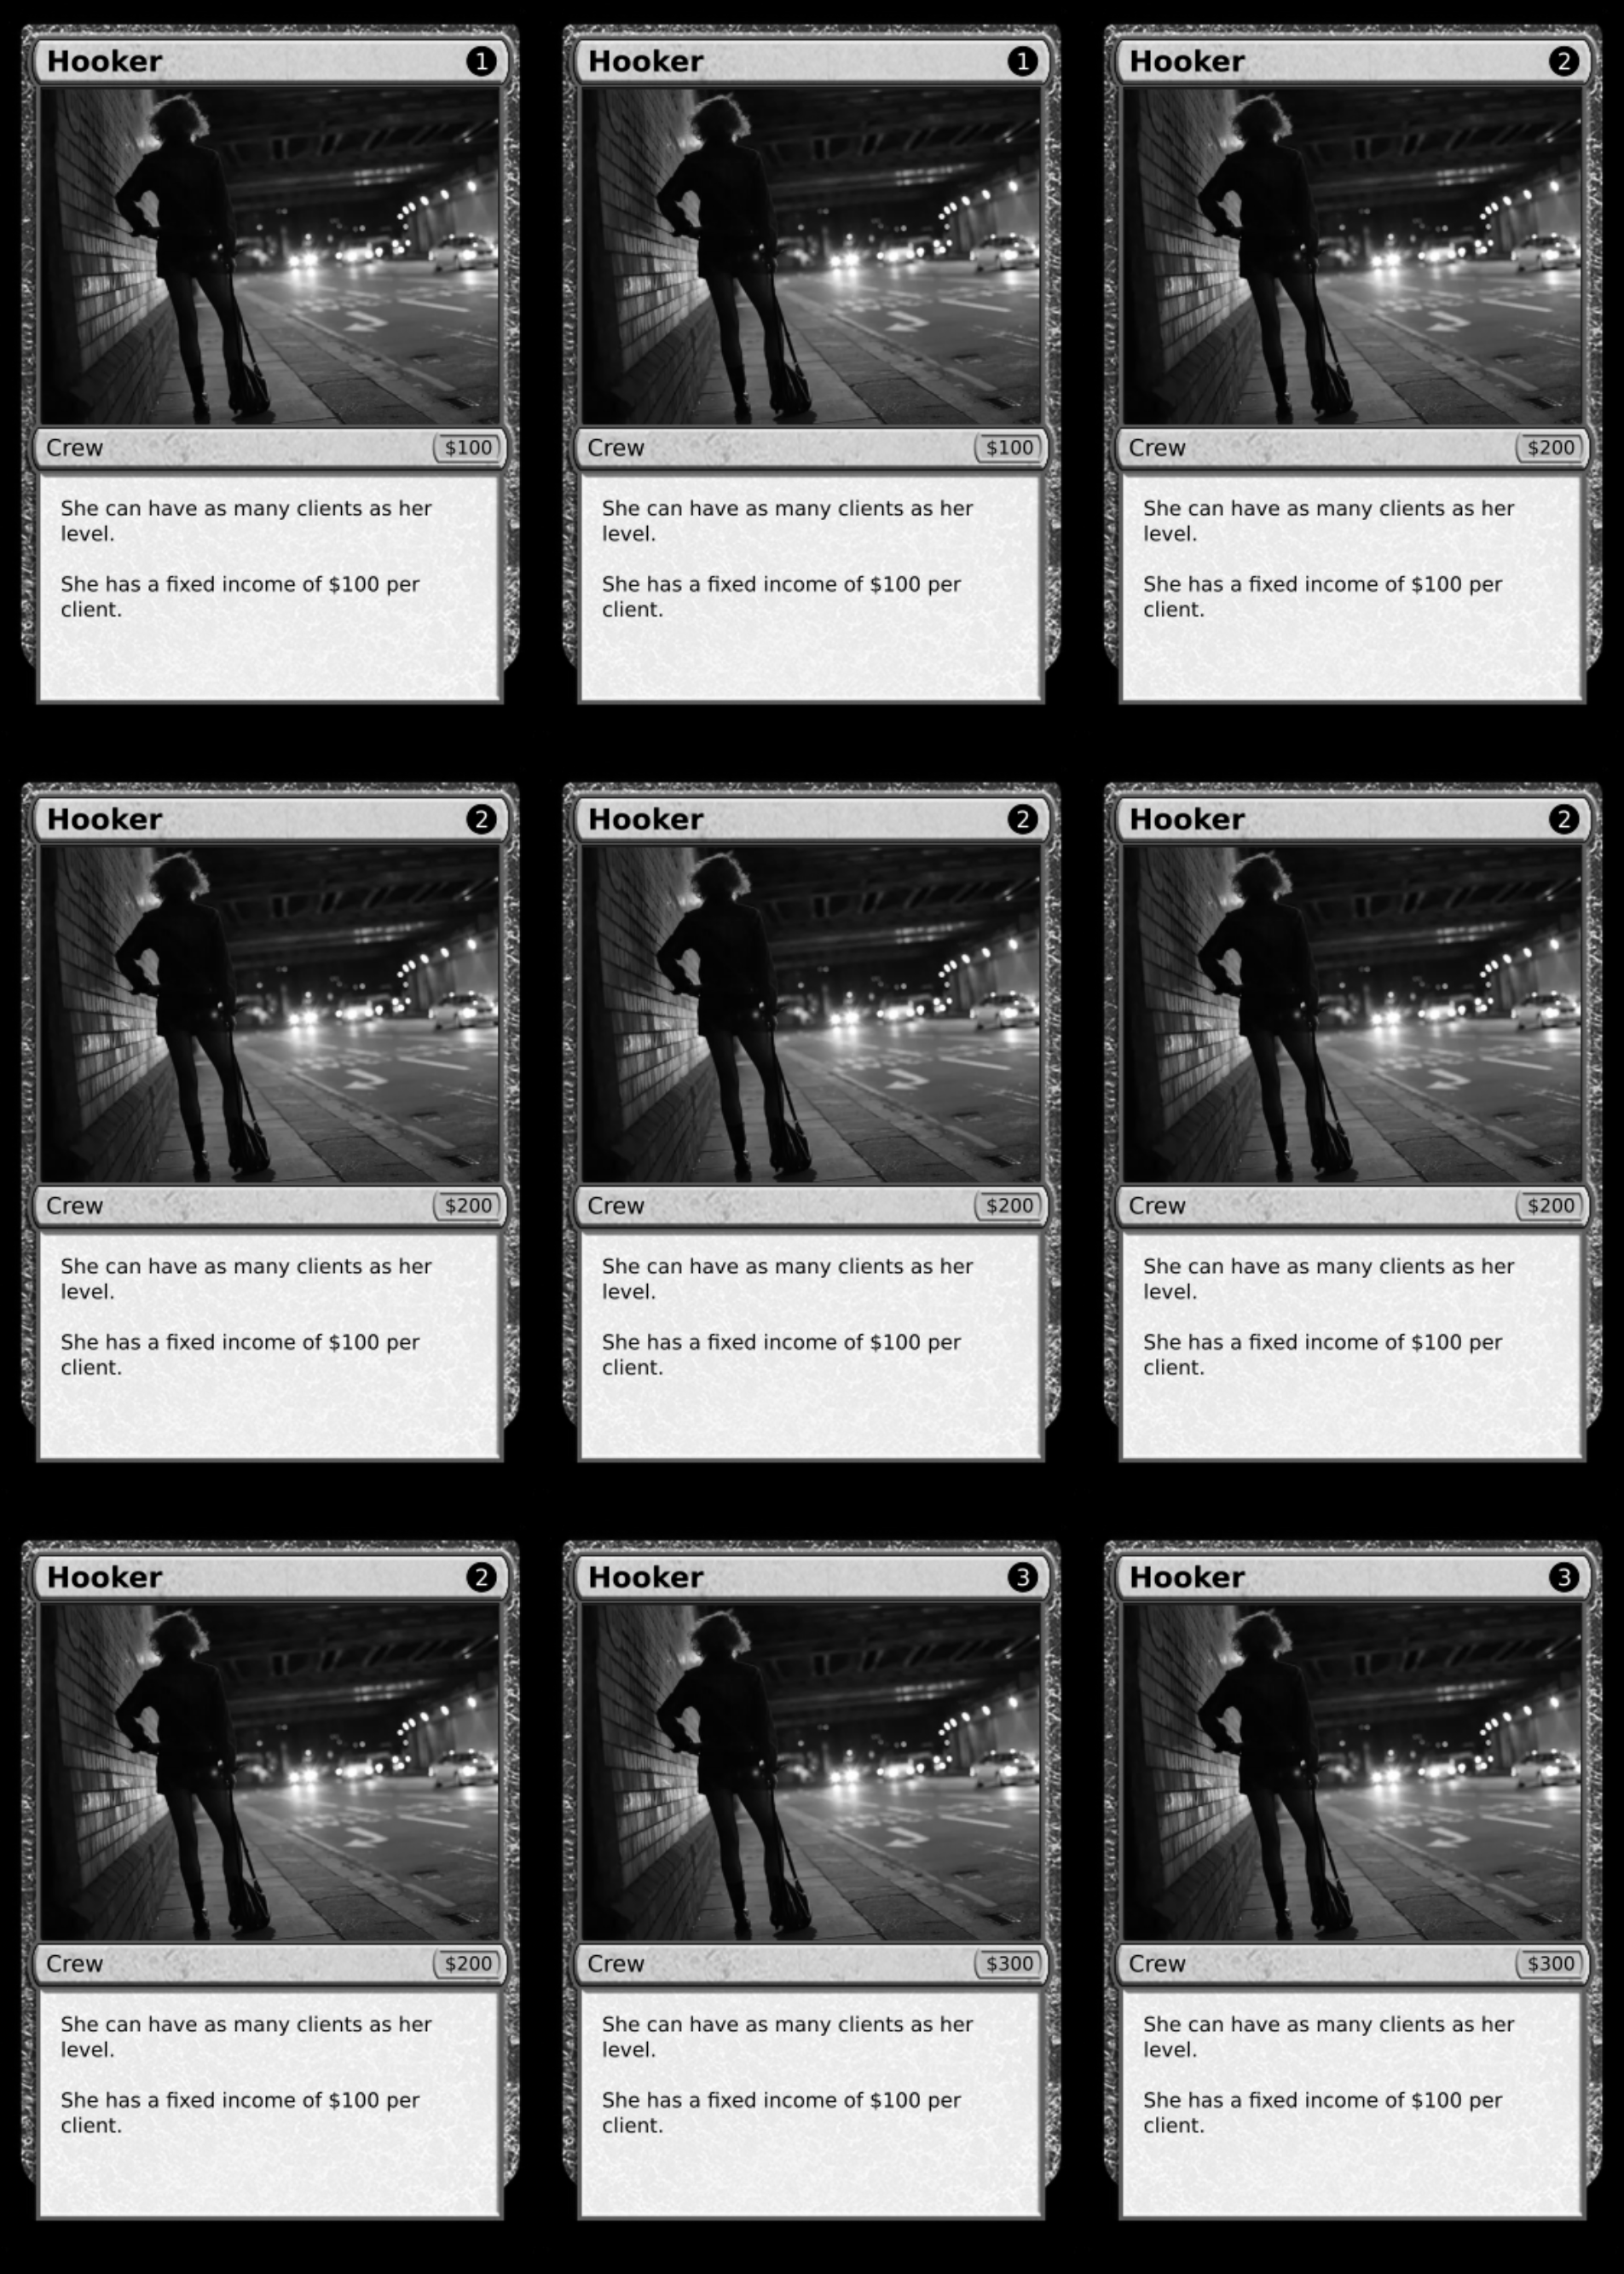 Hooker 1
Crew $100
She can have as many clients as her
level.
She has a fixed income of $100 per
client.
Hooker 1
Crew $100
She can have as many clients as her
level.
She has a fixed income of $100 per
client.
Hooker 2
Crew $200
She can have as many clients as her
level.
She has a fixed income of $100 per
client.
Hooker 2
Crew $200
She can have as many clients as her
level.
She has a fixed income of $100 per
client.
Hooker 2
Crew $200
She can have as many clients as her
level.
She has a fixed income of $100 per
client.
Hooker 2
Crew $200
She can have as many clients as her
level.
She has a fixed income of $100 per
client.
Hooker 2
Crew $200
She can have as many clients as her
level.
She has a fixed income of $100 per
client.
Hooker 3
Crew $300
She can have as many clients as her
level.
She has a fixed income of $100 per
client.
Hooker 3
Crew $300
She can have as many clients as her
level.
She has a fixed income of $100 per
client.